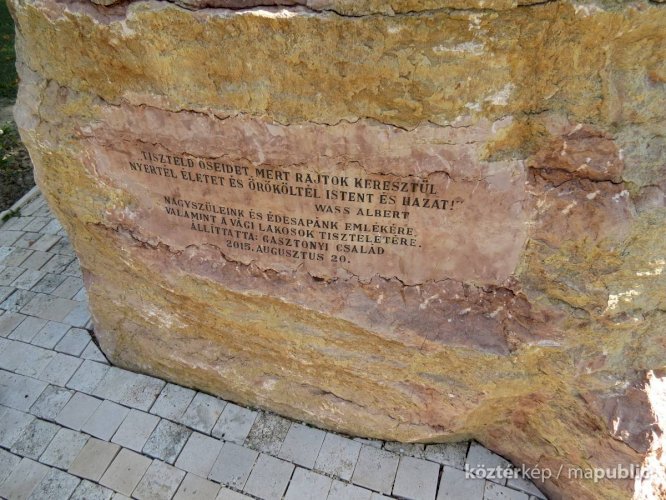 „TISZTELD ŐSEIDET, MERT RAJTOK KERESZTÜL
NYERTÉL ÉLETET ÉS ÖRÖKÖLTÉL ISTENT ÉS HAZÁT!"
WASS ALBERT
NAGYSZÜLEINK ÉS ÉDESAPÁNK EMLÉKÉRE,
VALAMINT A VÁGI LAKOSOK TISZTELETÉRE.
ÁLLÍTTATTA: GASZTONYI CSALÁD
2015. AUGUSZTUS 20.
köztérkép / mapublic